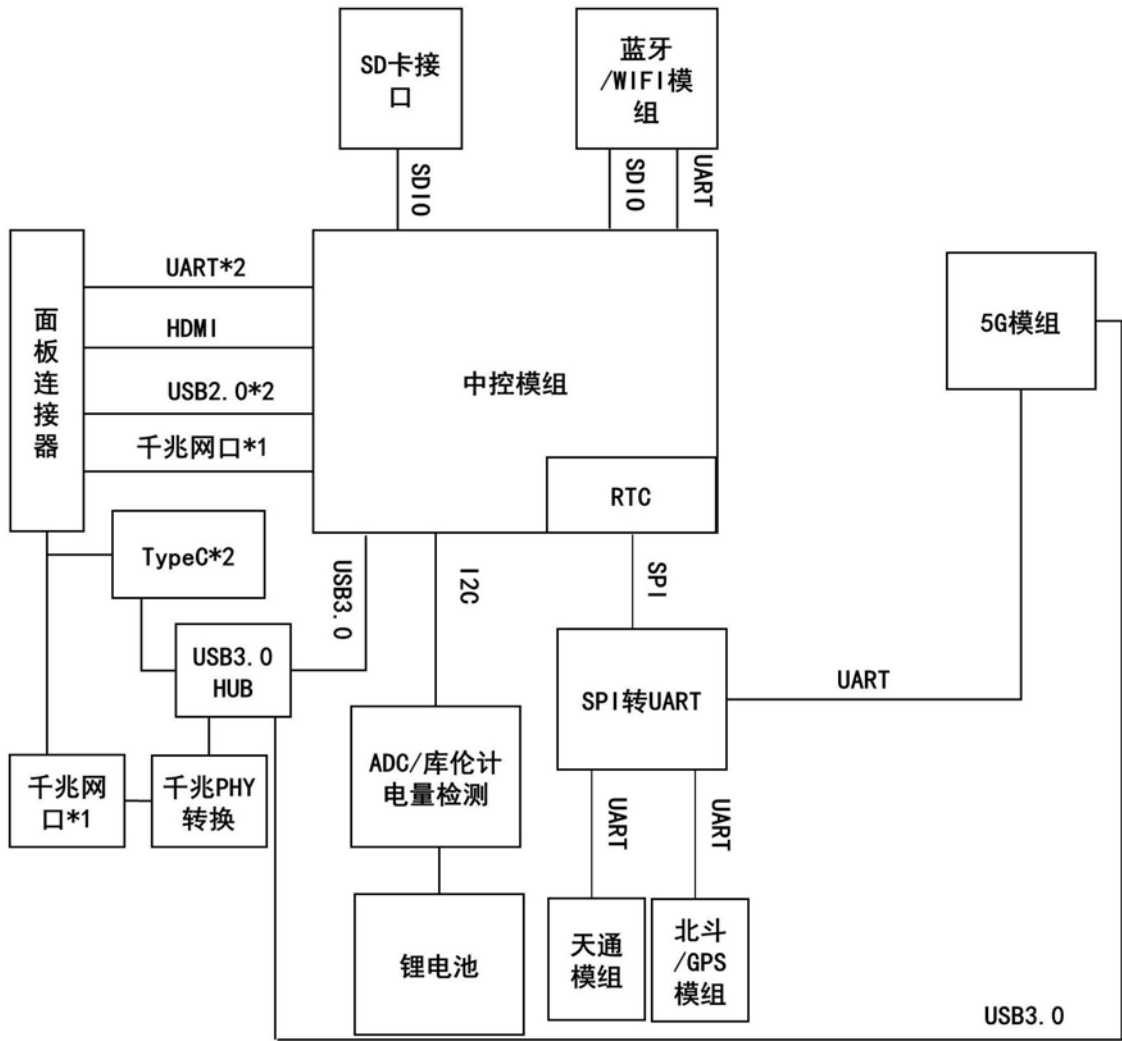 SD卡接
口
蓝牙
/WIFI模
组
SDIO
SDIO
UART
面
板
连
接
器
UART*2
HDMI
USB2.0*2
千兆网口*1
中控模组
RTC
5G模组
TypeC*2
USB3.0
I2C
SPI
USB3.0
HUB
SPI转UART
UART
千兆网
口*1
千兆PHY
转换
ADC/库伦计
电量检测
UART
UART
锂电池
天通
模组
北斗
/GPS
模组
USB3.0